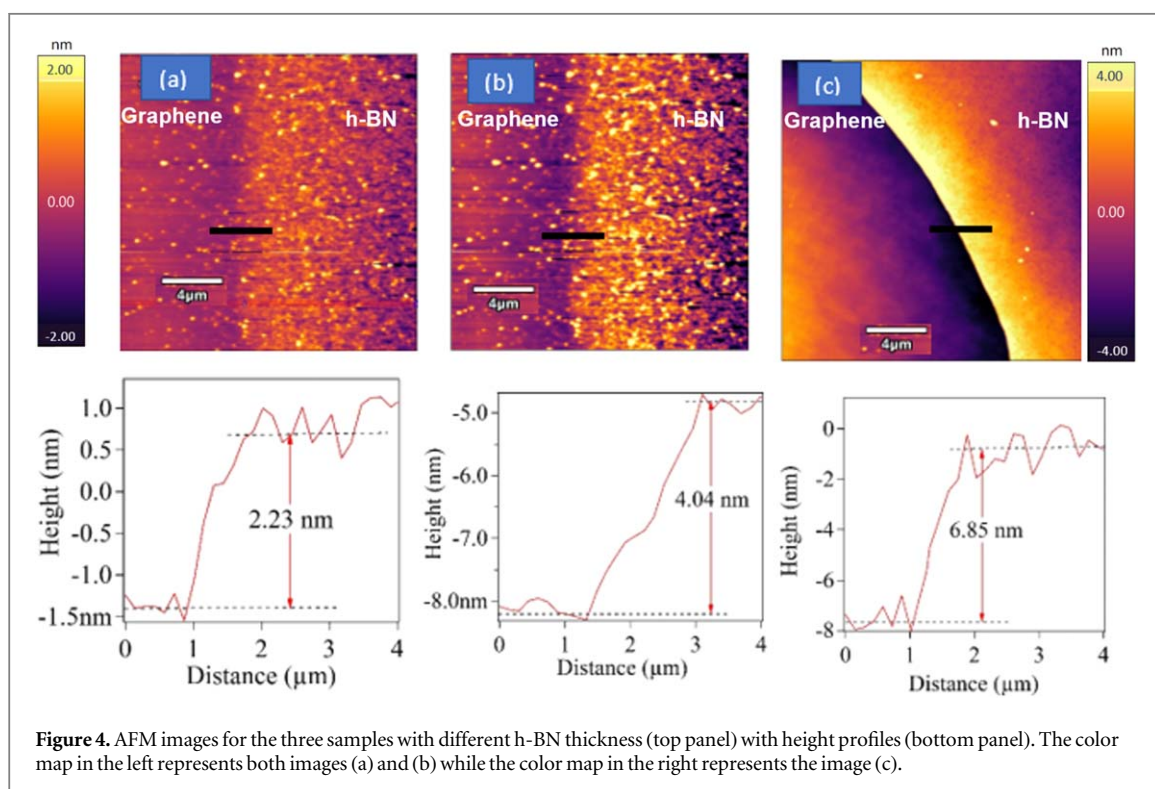 nm
2.00
0.00
-2.00
(a)
Graphene
h-BN
4μm
(b)
Graphene
h-BN
4μm
(c)
Graphene
h-BN
4μm
nm
4.00
0.00
-4.00
Height (nm)
1.0
0.5
0.0
-0.5
-1.0
-1.5nm
2.23 nm
0 1 2 3 4
Distance (μm)
Height (nm)
-5.0
-6.0
-7.0
-8.0nm
4.04 nm
0 1 2 3 4
Distance (μm)
Height (nm)
0
-2
-4
-6
-8
6.85 nm
0 1 2 3 4
Distance (μm)
Figure 4. AFM images for the three samples with different h-BN thickness (top panel) with height profiles (bottom panel). The color
map in the left represents both images (a) and (b) while the color map in the right represents the image (c).